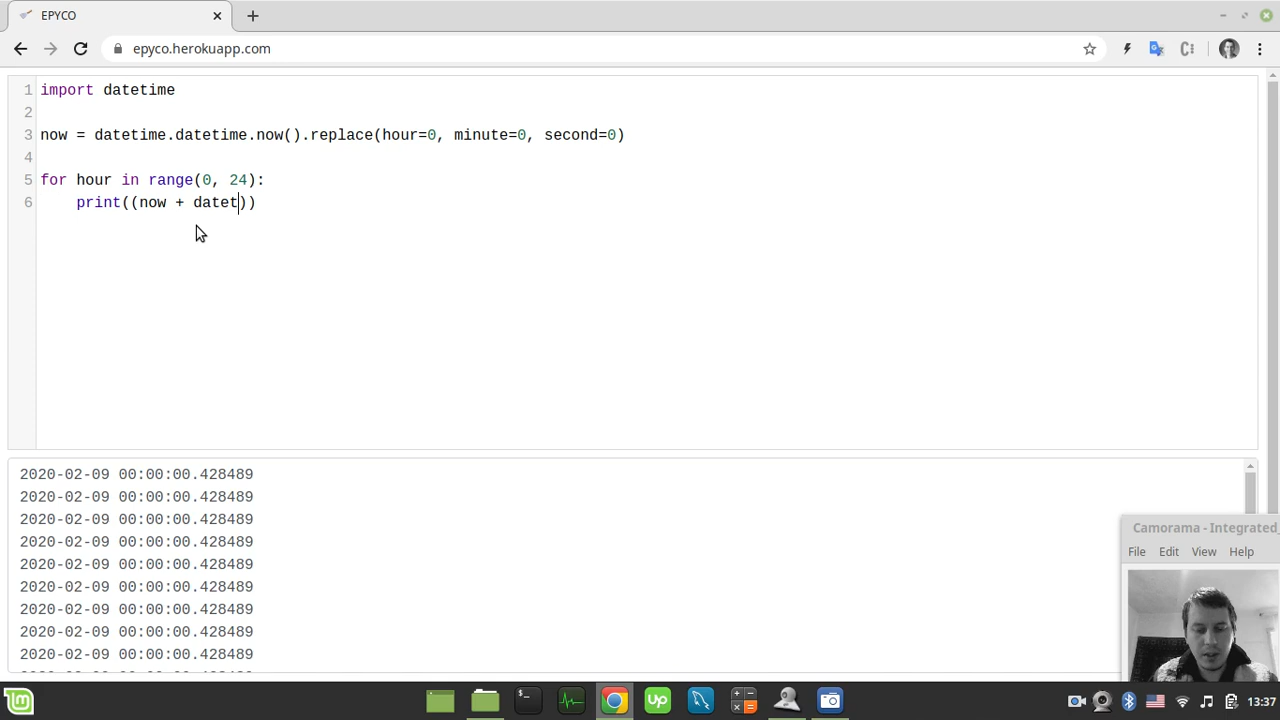 EPYCO
epyco.herokuapp.com
1 import datetime
2
3 now = datetime.datetime.now().replace(hour=0, minute=0, second=0)
4
5 for hour in range(0, 24):
6 print((now + datet))
2020-02-09 00:00:00.428489
2020-02-09 00:00:00.428489
2020-02-09 00:00:00.428489
2020-02-09 00:00:00.428489
2020-02-09 00:00:00.428489
2020-02-09 00:00:00.428489
2020-02-09 00:00:00.428489
2020-02-09 00:00:00.428489
2020-02-09 00:00:00.428489
Camorama - Integrated_
File Edit View Help
up
13:37